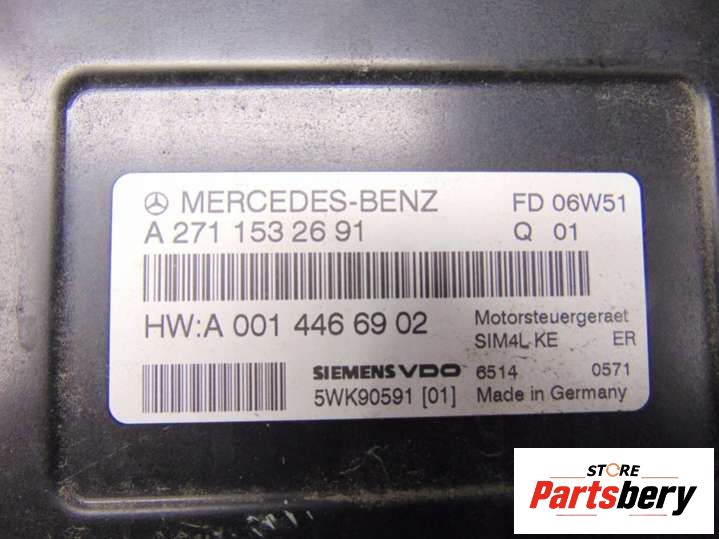 MERCEDES-BENZ FD 06W51
A 271 153 26 91 Q 01
HW:A 001 446 69 02 Motorsteuergeraet
SIM4LKE ER
SIEMENS VDO 6514 0571
5WK90591 [01] Made in Germany
STORE
Partsbery